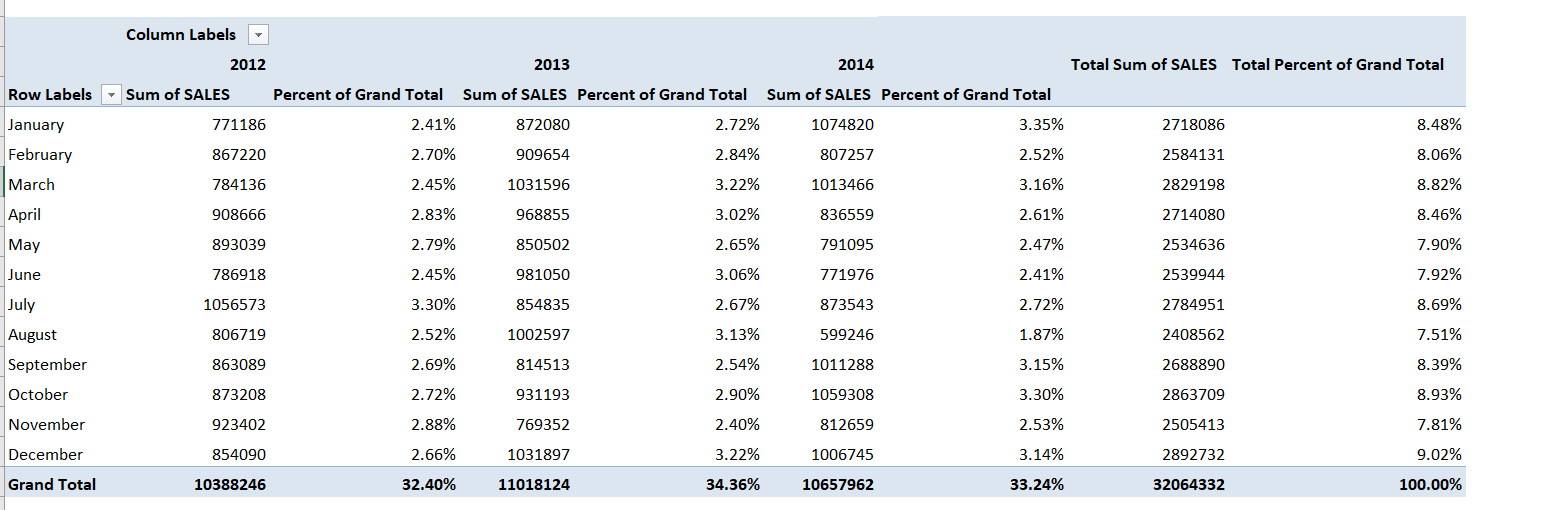 Column Labels
2012 2013 2014 Total Sum of SALES Total Percent of Grand Total
Row Labels Sum of SALES Percent of Grand Total Sum of SALES Percent of Grand Total Sum of SALES Percent of Grand Total
January 771186 2.41% 872080 2.72% 1074820 3.35% 2718086 8.48%
February 867220 2.70% 909654 2.84% 807257 2.52% 2584131 8.06%
March 784136 2.45% 1031596 3.22% 1013466 3.16% 2829198 8.82%
April 908666 2.83% 968855 3.02% 836559 2.61% 2714080 8.46%
May 893039 2.79% 850502 2.65% 791095 2.47% 2534636 7.90%
June 786918 2.45% 981050 3.06% 771976 2.41% 2539944 7.92%
July 1056573 3.30% 854835 2.67% 873543 2.72% 2784951 8.69%
August 806719 2.52% 1002597 3.13% 599246 1.87% 2408562 7.51%
September 863089 2.69% 814513 2.54% 1011288 3.15% 2688890 8.39%
October 873208 2.72% 931193 2.90% 1059308 3.30% 2863709 8.93%
November 923402 2.88% 769352 2.40% 812659 2.53% 2505413 7.81%
December 854090 2.66% 1031897 3.22% 1006745 3.14% 2892732 9.02%
Grand Total 10388246 32.40% 11018124 34.36% 10657962 33.24% 32064332 100.00%